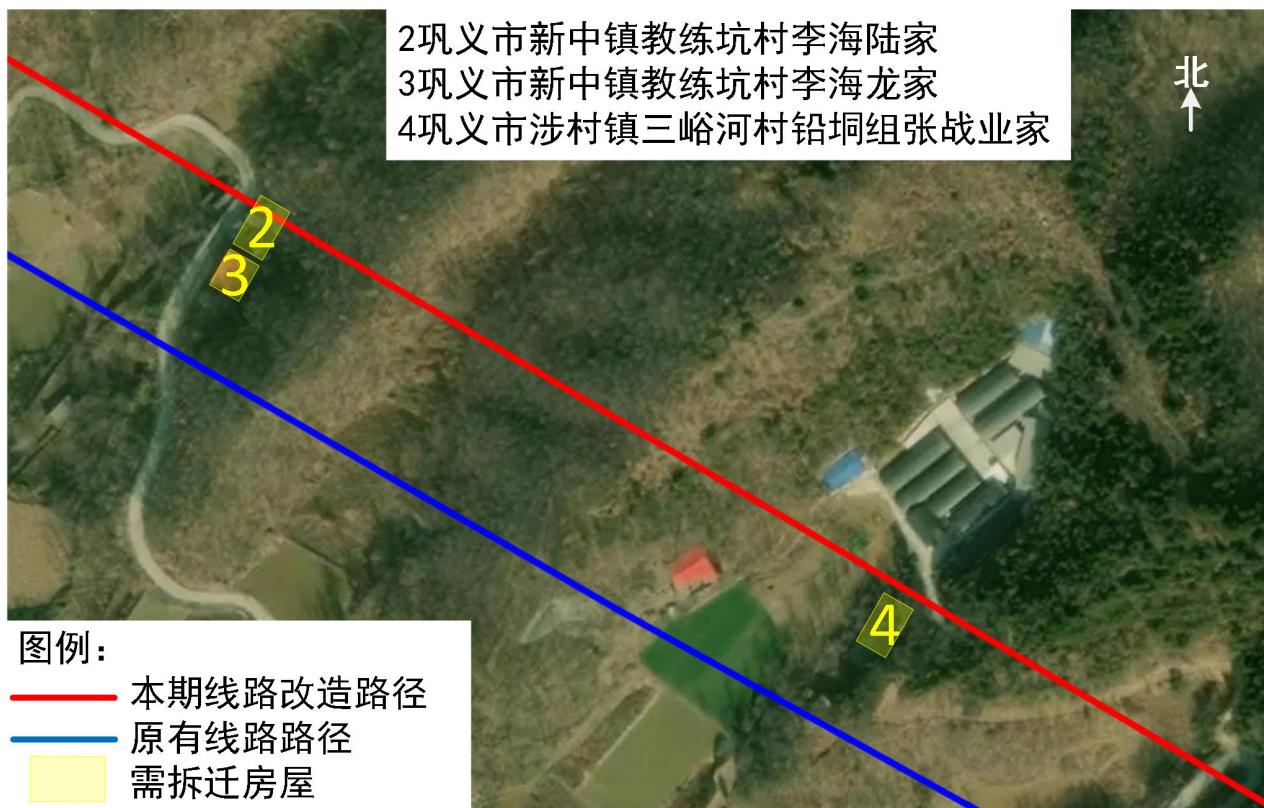 2巩义市新中镇教练坑村李海陆家
3巩义市新中镇教练坑村李海龙家
4巩义市涉村镇三峪河村铅垌组张战业家
北
2
3
4
图例：
本期线路改造路径
原有线路路径
需拆迁房屋